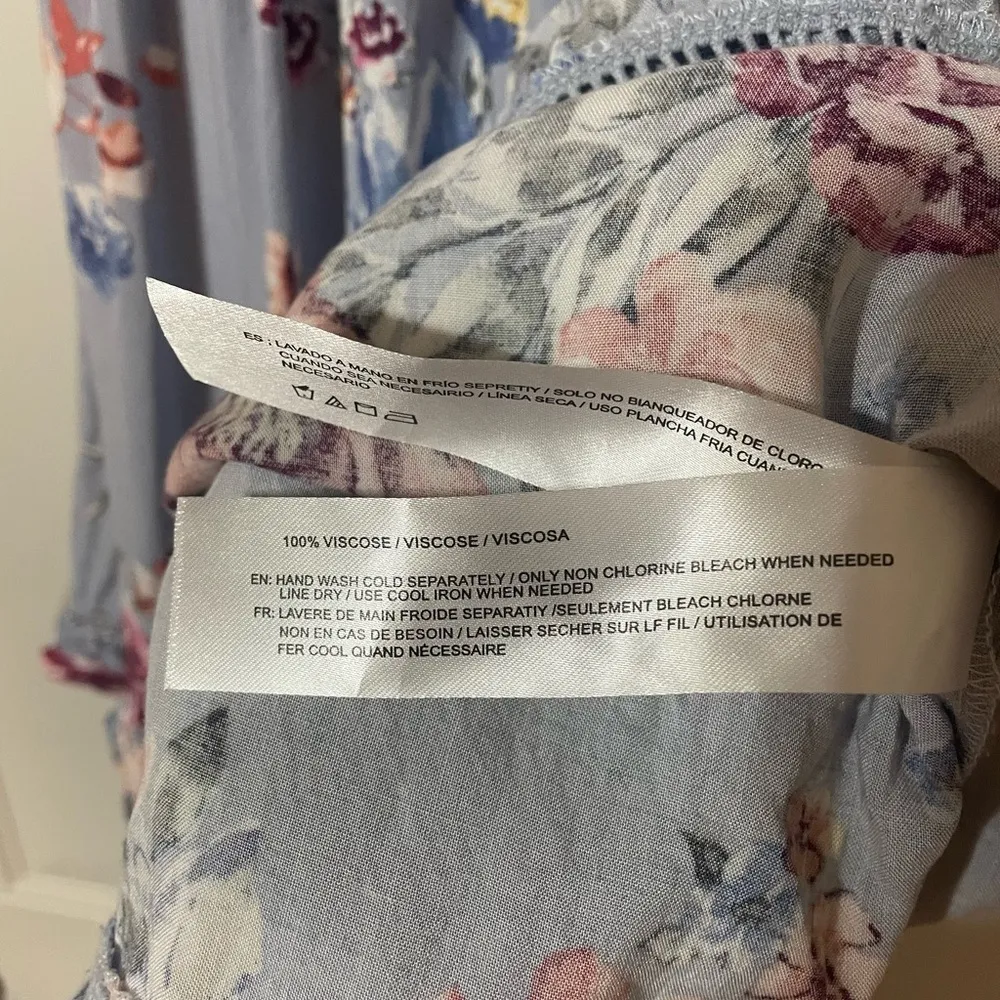 ES : LAVADO A MANO EN FRÍO SEPRETIY / SOLO NO BIANQUEADOR DE CLORO
CUANDO SEA NECESAIRIO / LÍNEA SECA / USO PLANCHA FRIA CUAN
NECESARIO
100% VISCOSE / VISCOSE / VISCOSA
EN: HAND WASH COLD SEPARATELY / ONLY NON CHLORINE BLEACH WHEN NEEDED
LINE DRY / USE COOL IRON WHEN NEEDED
FR: LAVERE DE MAIN FROIDE SEPARATIY /SEULEMENT BLEACH CHLORNE
NON EN CAS DE BESOIN / LAISSER SECHER SUR LF FIL / UTILISATION DE
FER COOL QUAND NÉCESSAIRE